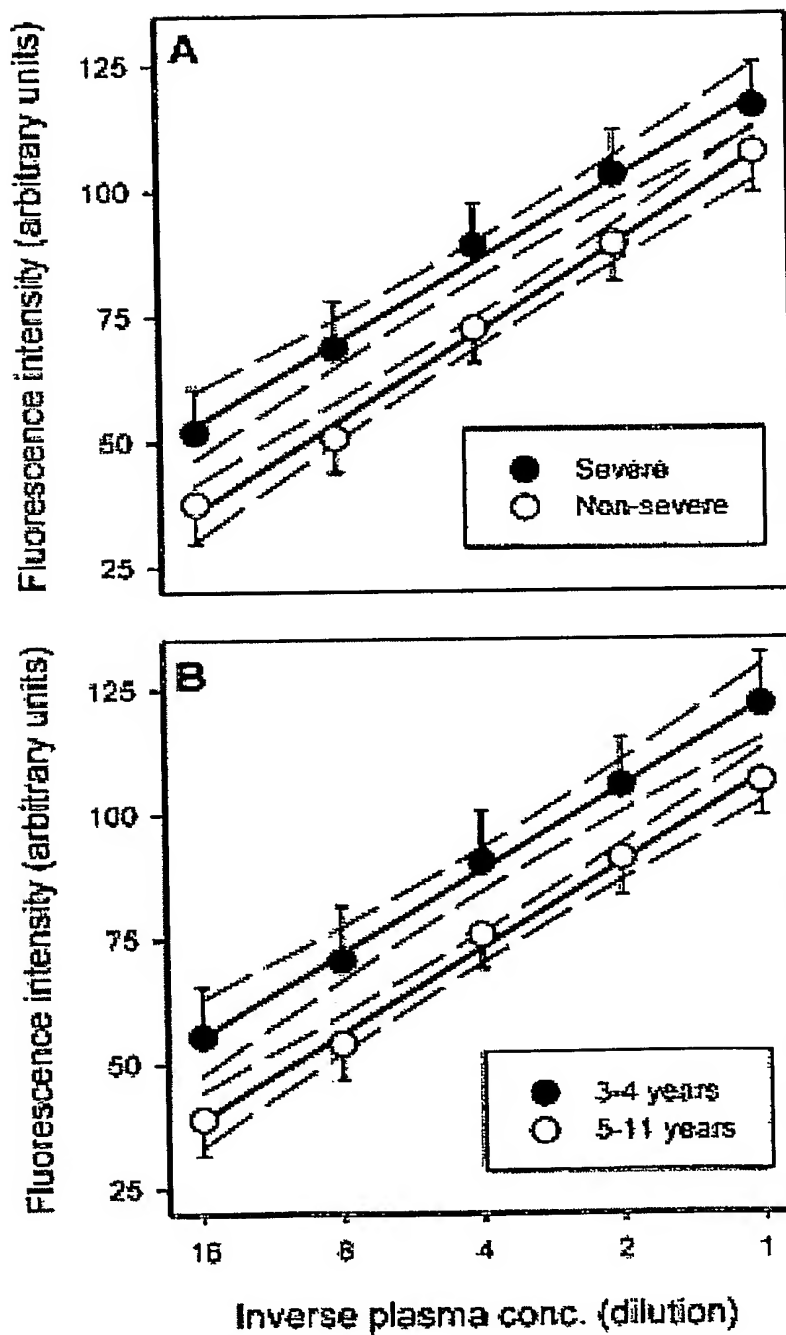 A
Fluorescence intensity (arbitrary units)
125
100
75
50
25
Severe
Non-severe
B
Fluorescence intensity (arbitrary units)
125
100
75
50
25
3-4 years
5-11 years
16 8 4 2 1
Inverse plasma conc. (dilution)